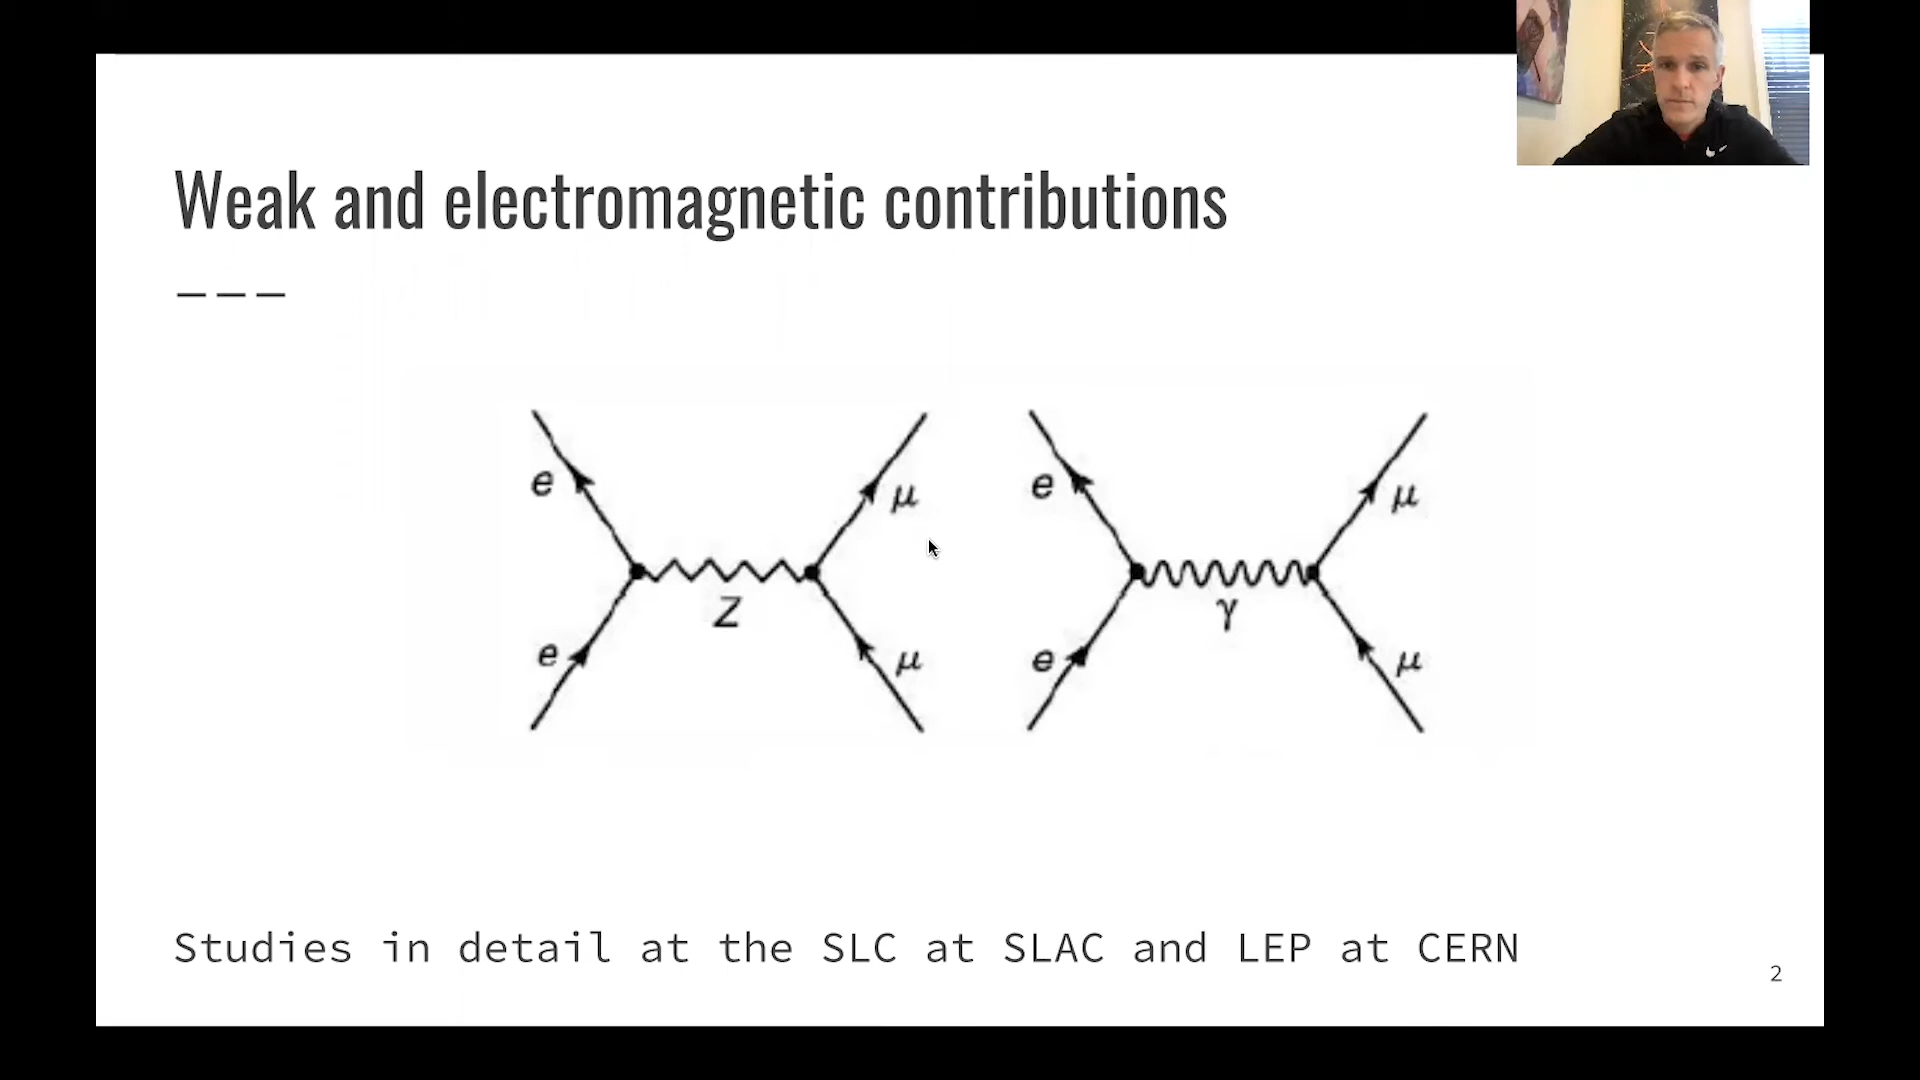 Weak and electromagnetic contributions
———
e
μ
e
μ
Z
γ
e
μ
e
μ
Studies in detail at the SLC at SLAC and LEP at CERN
2